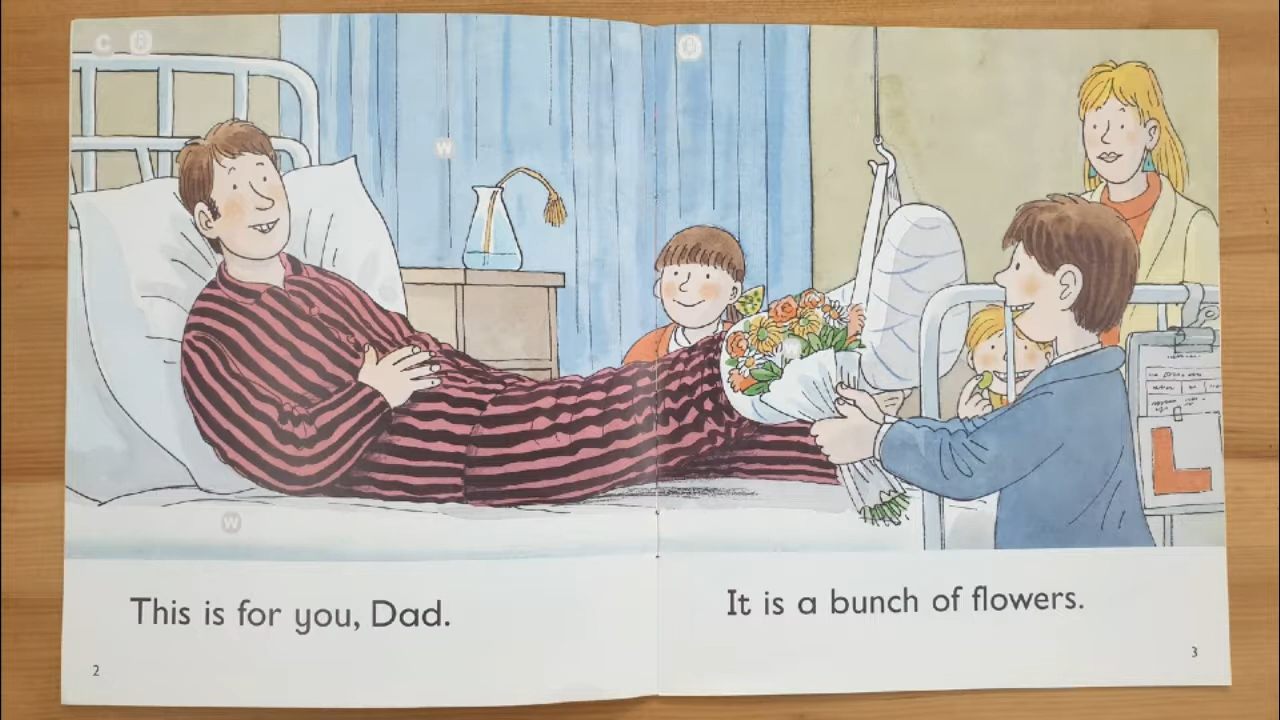 This is for you, Dad.
2
It is a bunch of flowers.
3
L